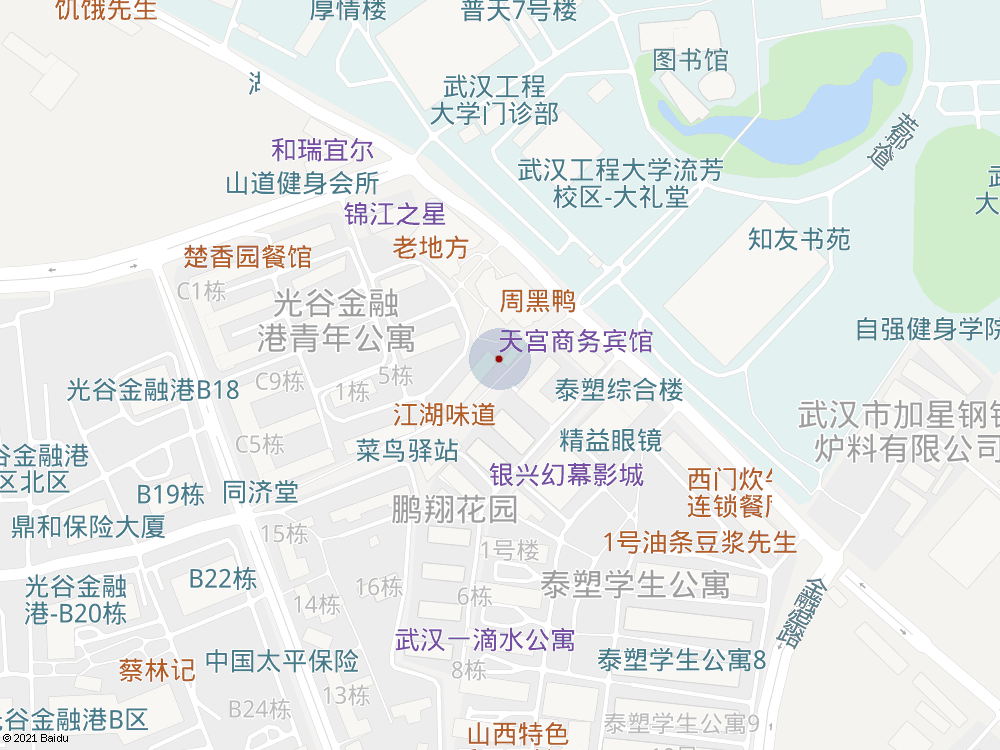 饥饿先生
厚情楼
普天7号楼
图书馆
武汉工程
大学门诊部
和瑞宜尔
山道健身会所
武汉工程大学流芳
校区-大礼堂
锦江之星
老地方
知友书苑
楚香园餐馆
C1栋
光谷金融
港青年公寓
周黑鸭
天宫商务宾馆
自强健身学院
光谷金融港B18
C9栋
1栋
5栋
泰塑综合楼
江湖味道
武汉市加星钢铁
炉料有限公司
C5栋
菜鸟驿站
精益眼镜
谷金融港
区北区
银兴幻幕影城
西门炊牛
连锁餐厅
B19栋
同济堂
鹏翔花园
鼎和保险大厦
15栋
1号楼
1号油条豆浆先生
光谷金融
港-B20栋
B22栋
16栋
6栋
14栋
泰塑学生公寓
金融港路
武汉一滴水公寓
蔡林记
中国太平保险
8栋
泰塑学生公寓8
13栋
B24栋
光谷金融港B区
泰塑学生公寓9
山西特色
© 2021 Baidu